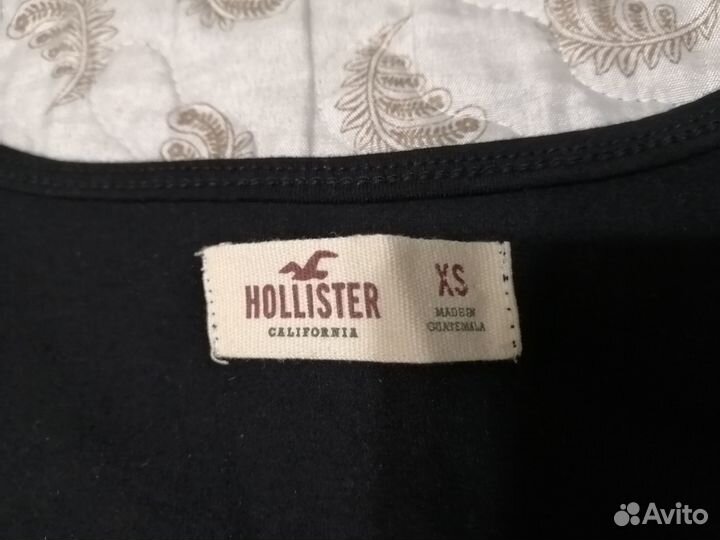 HOLLISTER
CALIFORNIA
XS
MADE IN
GUATEMALA
Avito